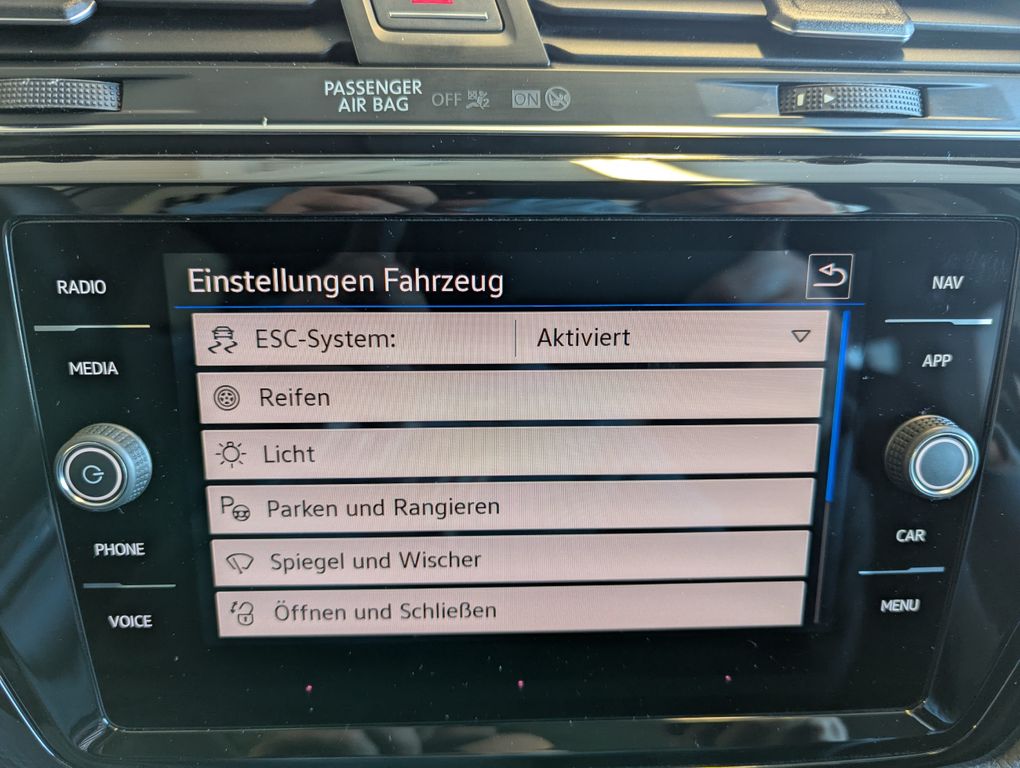 PASSENGER
AIR BAG OFF ON
RADIO
MEDIA
PHONE
VOICE
Einstellungen Fahrzeug
ESC-System: Aktiviert
Reifen
Licht
P Parken und Rangieren
Spiegel und Wischer
Öffnen und Schließen
NAV
APP
CAR
MENU